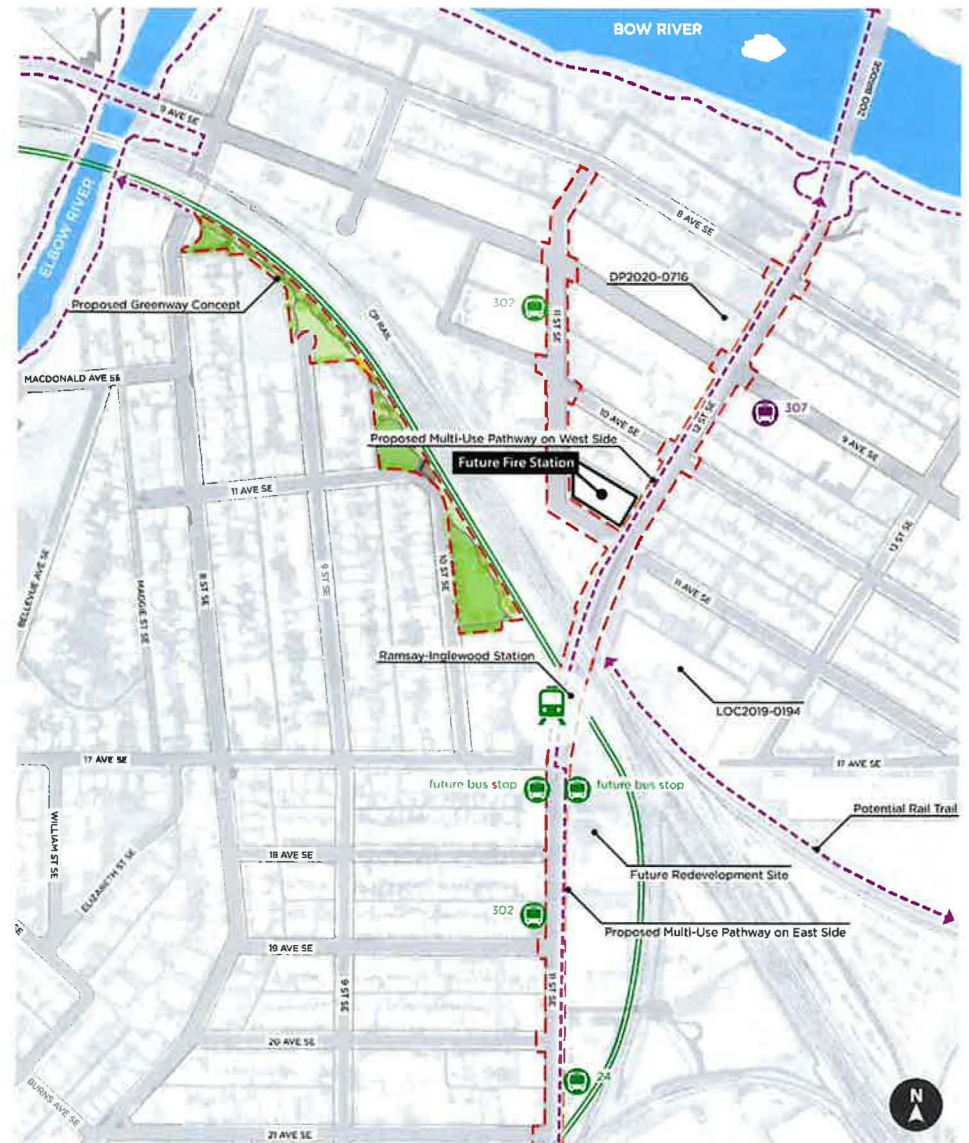 BOW RIVER
ZOO BRIDGE
9 AVE SE
ELBOW RIVER
8 AVE SE
DP2020-0716
Proposed Greenway Concept
302
11 ST SE
CP RAIL
MACDONALD AVE SE
307
10 AVE SE
12 ST SE
9 AVE SE
Proposed Multi-Use Pathway on West Side
Future Fire Station
11 AVE SE
13 ST SE
BELLEVUE AVE SE
MAGGIE ST SE
8 ST SE
9 ST SE
10 ST SE
11 AVE SE
Ramsay-Inglewood Station
LOC2019-0194
17 AVE SE
17 AVE SE
future bus stop
future bus stop
Potential Rail Trail
WILLIAM ST SE
ELIZABETH ST SE
18 AVE SE
Future Redevelopment Site
302
Proposed Multi-Use Pathway on East Side
19 AVE SE
SE
9 ST SE
11 ST SE
20 AVE SE
24
BURNS AVE SE
21 AVE SE
N